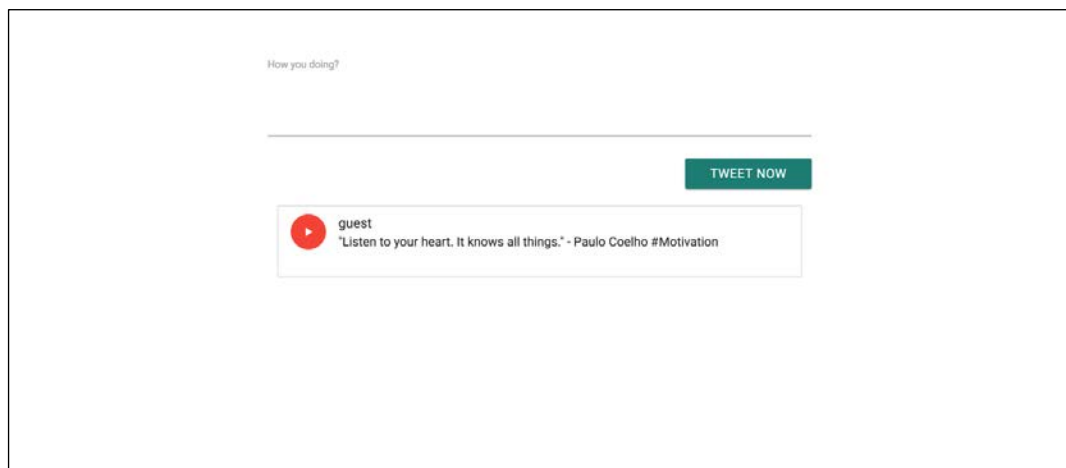 How you doing?
TWEET NOW
guest
"Listen to your heart. It knows all things." - Paulo Coelho #Motivation